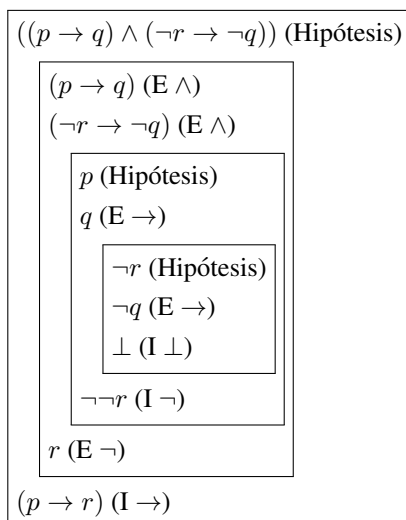 ((p → q) ∧ (¬r → ¬q)) (Hipótesis)
(p → q) (E ∧)
(¬r → ¬q) (E ∧)
p (Hipótesis)
q (E →)
¬r (Hipótesis)
¬q (E →)
⊥ (I ⊥)
¬¬r (I ¬)
r (E ¬)
(p → r) (I →)